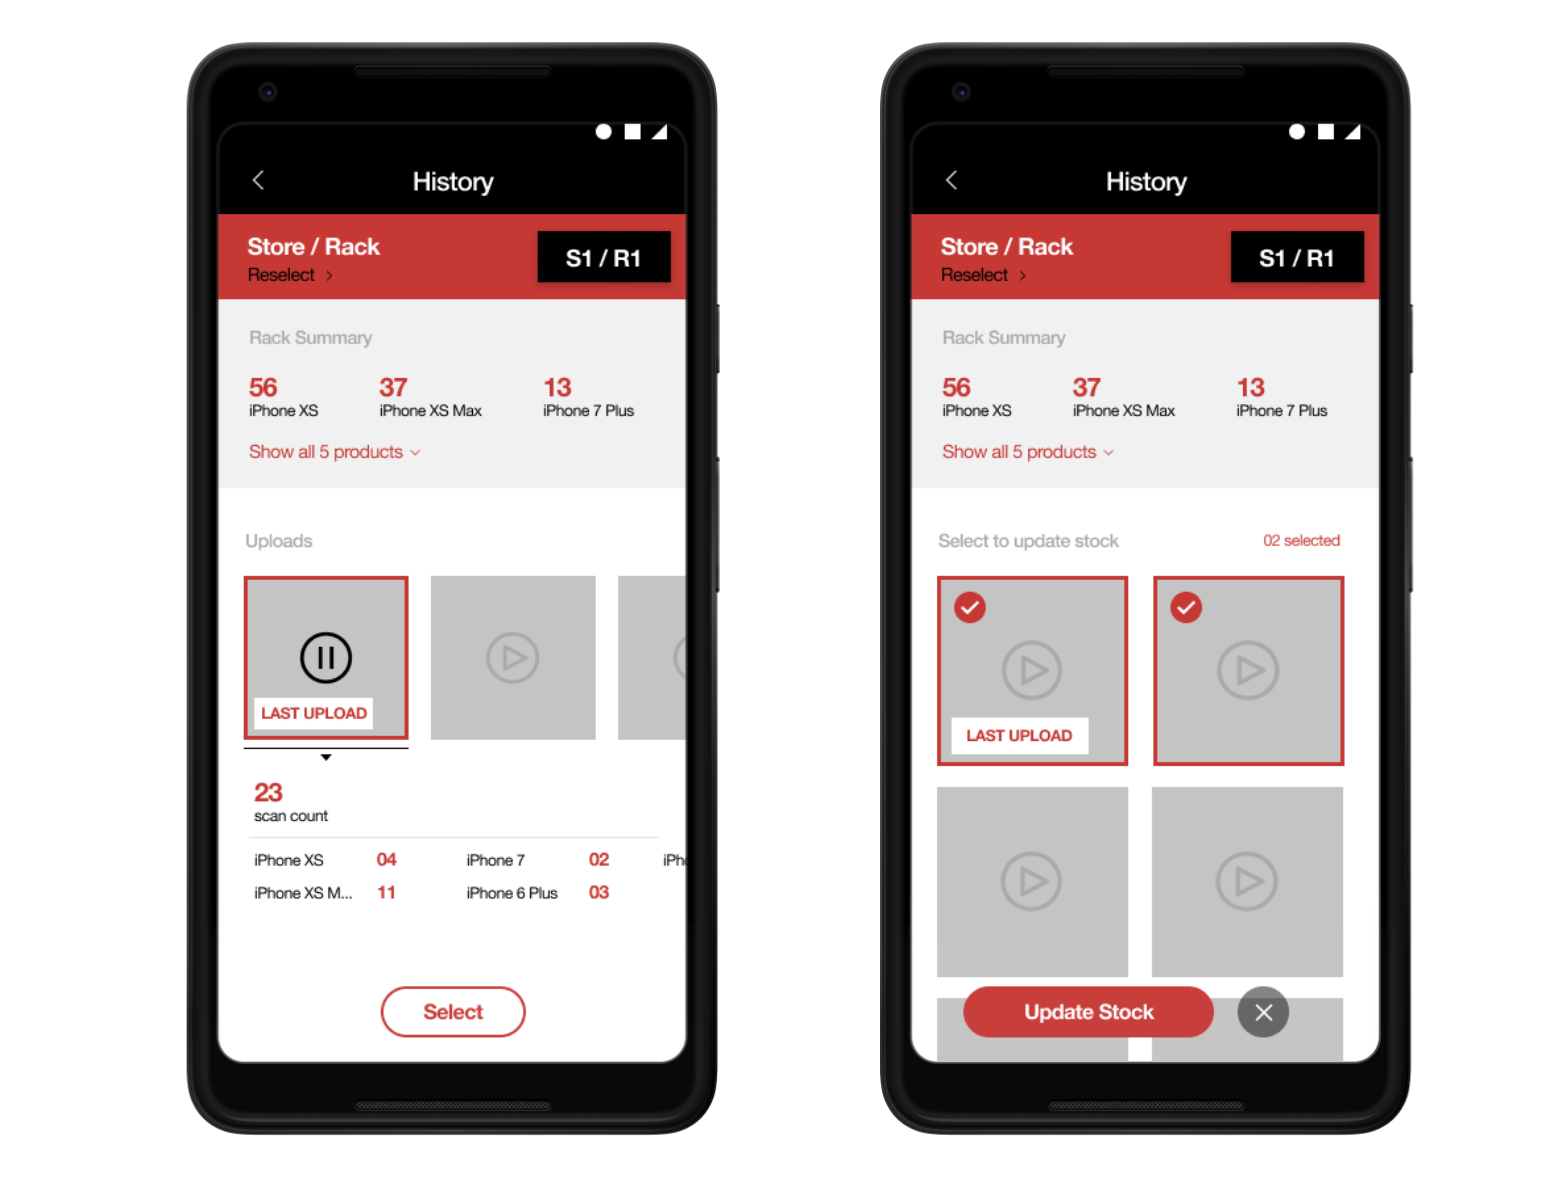 History
Store / Rack
Reselect >
S1 / R1
Rack Summary
56 37 13
iPhone XS iPhone XS Max iPhone 7 Plus
Show all 5 products
Uploads
LAST UPLOAD
23
scan count
iPhone XS 04 iPhone 7 02 iPh
iPhone XS M... 11 iPhone 6 Plus 03
Select
History
Store / Rack
Reselect >
S1 / R1
Rack Summary
56 37 13
iPhone XS iPhone XS Max iPhone 7 Plus
Show all 5 products
Select to update stock 02 selected
LAST UPLOAD
Update Stock